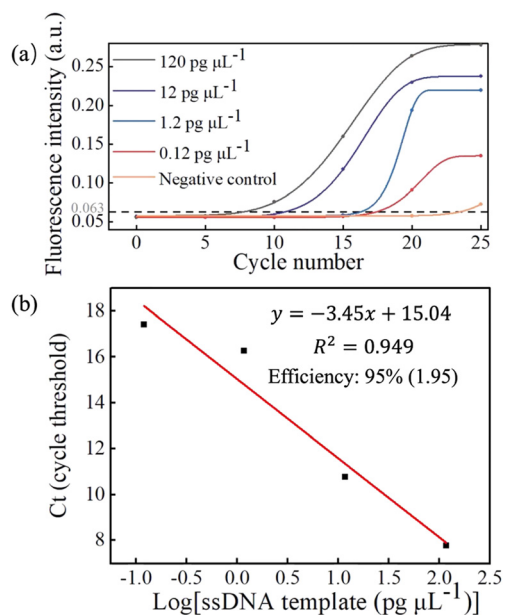 (a)
Fluorescence intensity (a.u.)
0.25
0.20
0.15
0.10
0.063
0.05
120 pg μL⁻¹
12 pg μL⁻¹
1.2 pg μL⁻¹
0.12 pg μL⁻¹
Negative control
0 5 10 15 20 25
Cycle number
(b)
Ct (cycle threshold)
18
16
14
12
10
8
y = −3.45x + 15.04
R² = 0.949
Efficiency: 95% (1.95)
-1.0 -0.5 0.0 0.5 1.0 1.5 2.0 2.5
Log[ssDNA template (pg μL⁻¹)]